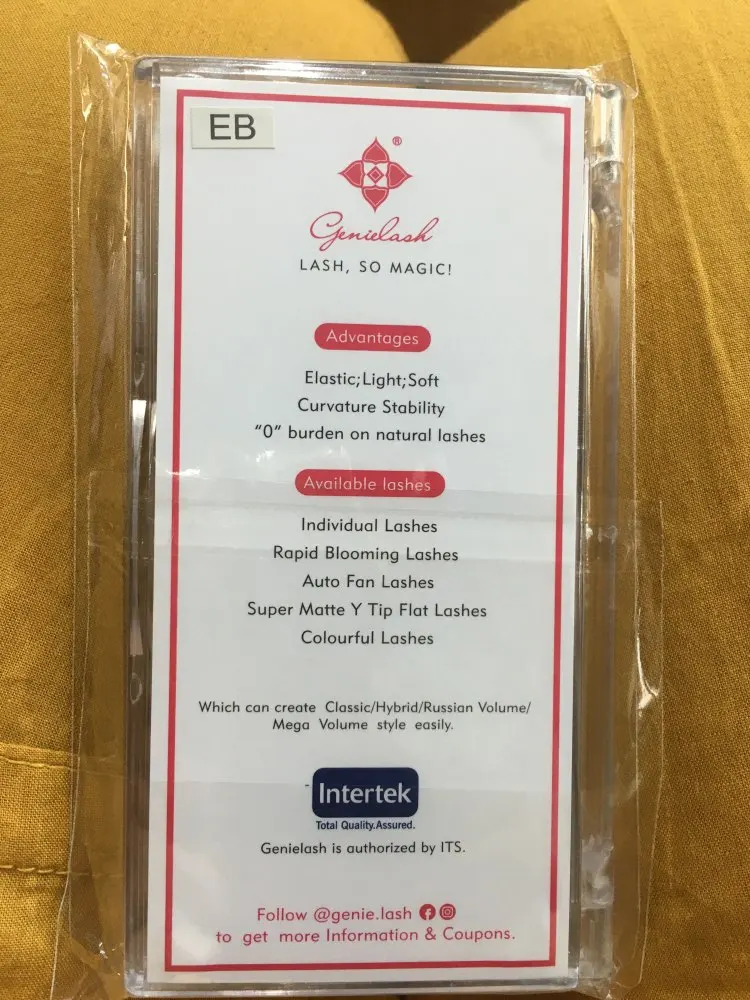 EB
®
Genielash
LASH, SO MAGIC!
Advantages
Elastic;Light;Soft
Curvature Stability
"0" burden on natural lashes
Available lashes
Individual Lashes
Rapid Blooming Lashes
Auto Fan Lashes
Super Matte Y Tip Flat Lashes
Colourful Lashes
Which can create Classic/Hybrid/Russian Volume/
Mega Volume style easily.
Intertek
Total Quality.Assured.
Genielash is authorized by ITS.
Follow @genie.lash
to get more Information & Coupons.